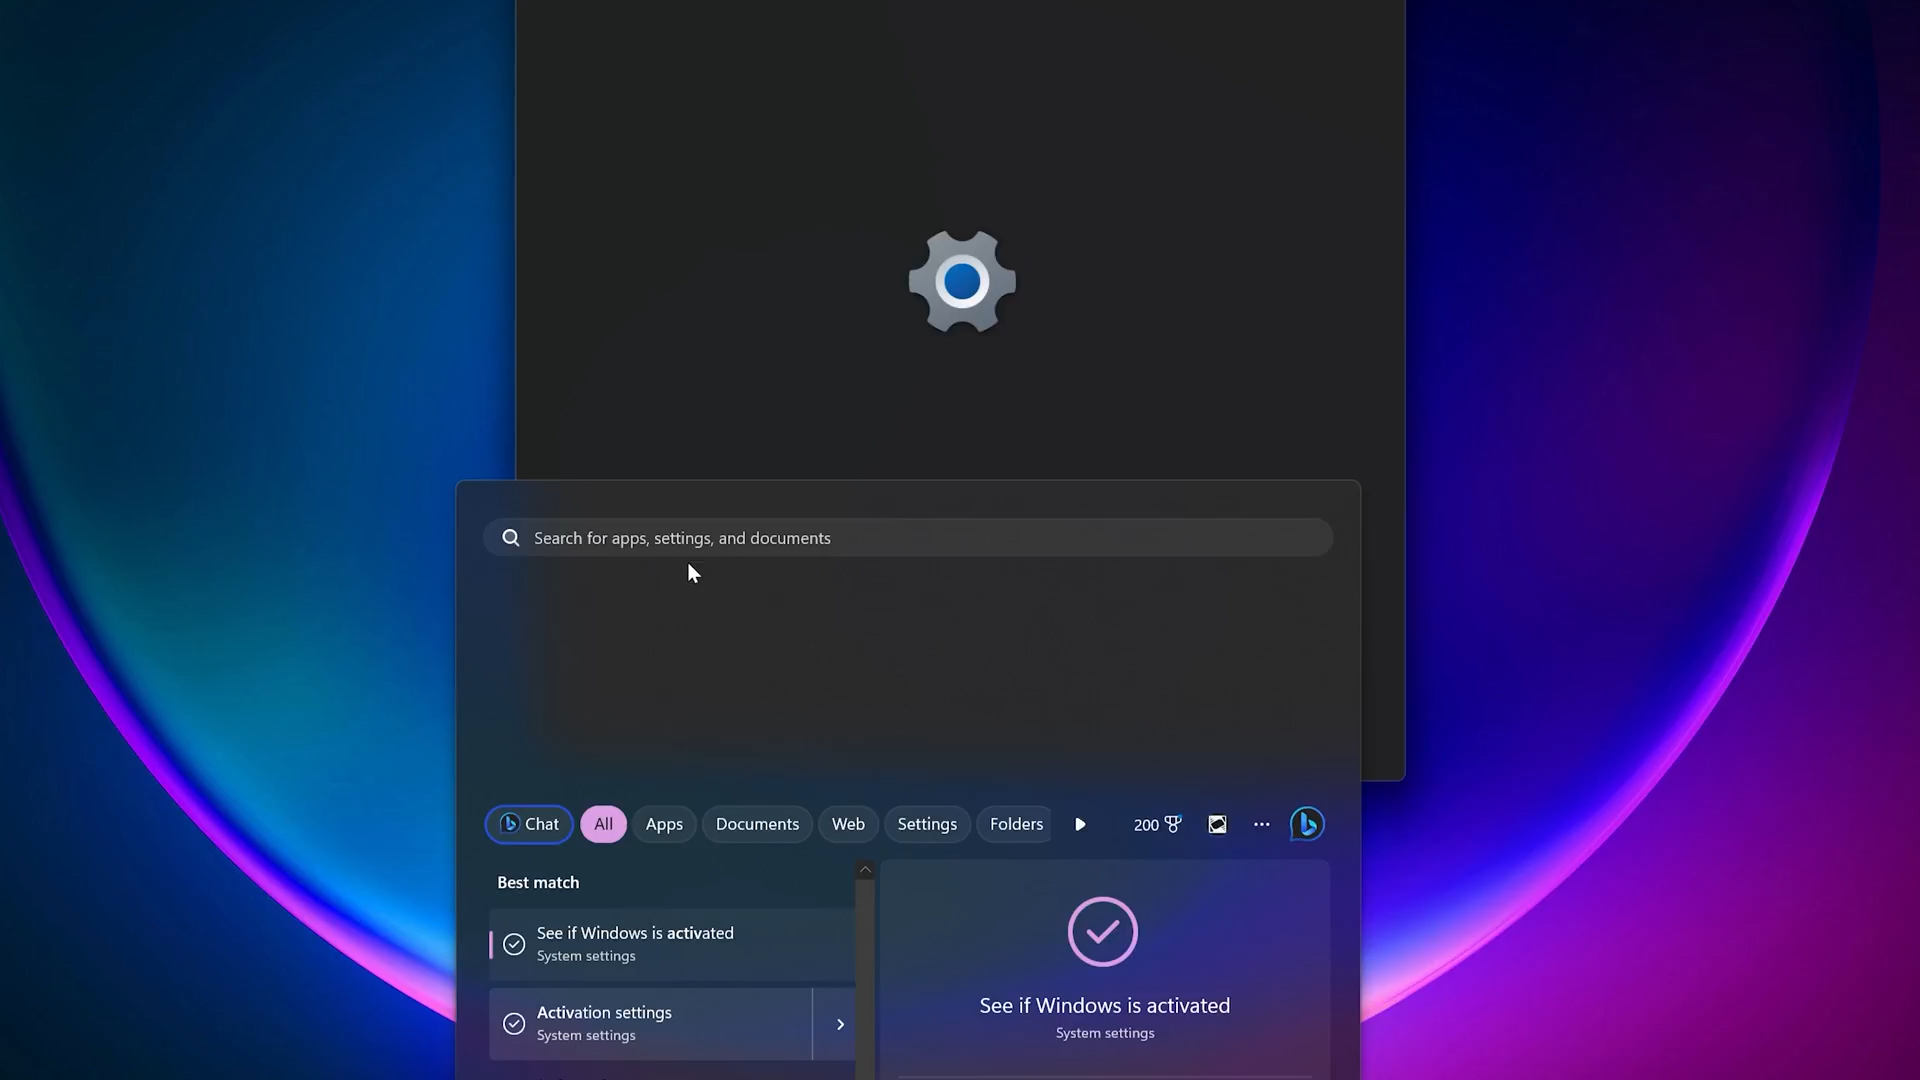 Search for apps, settings, and documents
Chat
All
Apps
Documents
Web
Settings
Folders
200
Best match
See if Windows is activated
System settings
Activation settings
System settings
See if Windows is activated
System settings